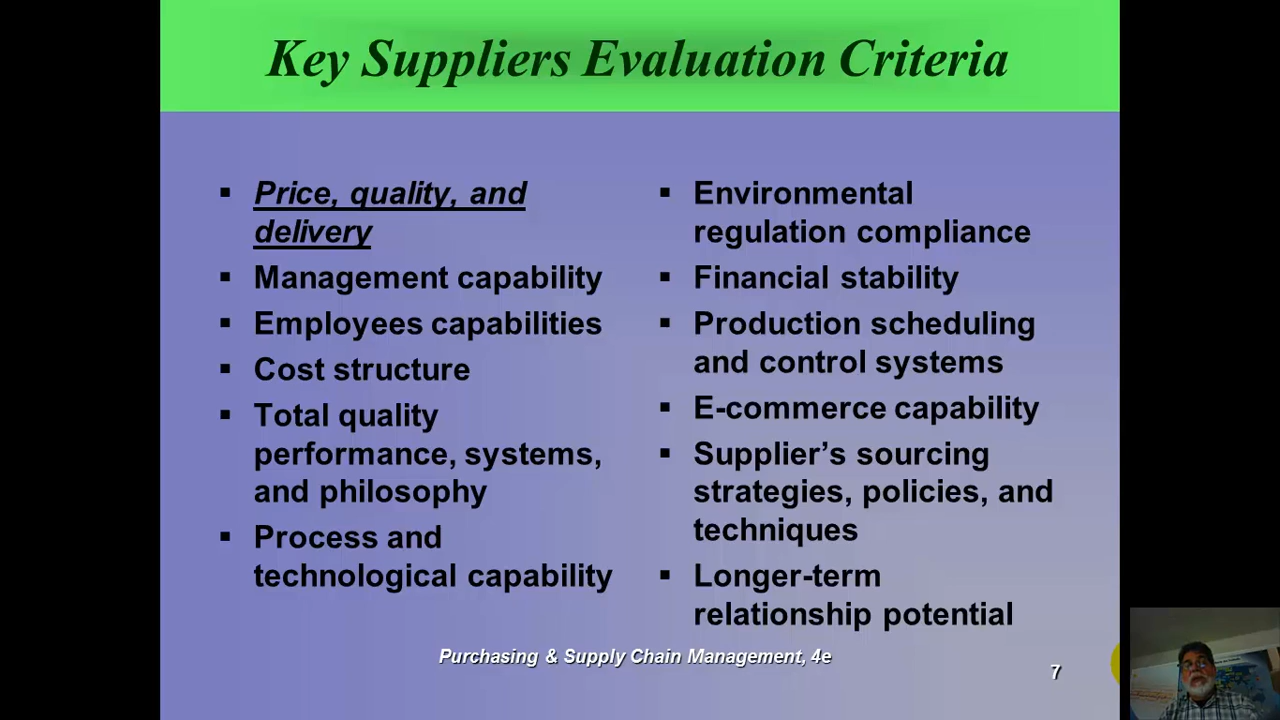 Key Suppliers Evaluation Criteria
▪ Price, quality, and
delivery
▪ Management capability
▪ Employees capabilities
▪ Cost structure
▪ Total quality
performance, systems,
and philosophy
▪ Process and
technological capability
▪ Environmental
regulation compliance
▪ Financial stability
▪ Production scheduling
and control systems
▪ E-commerce capability
▪ Supplier’s sourcing
strategies, policies, and
techniques
▪ Longer-term
relationship potential
Purchasing & Supply Chain Management, 4e
7